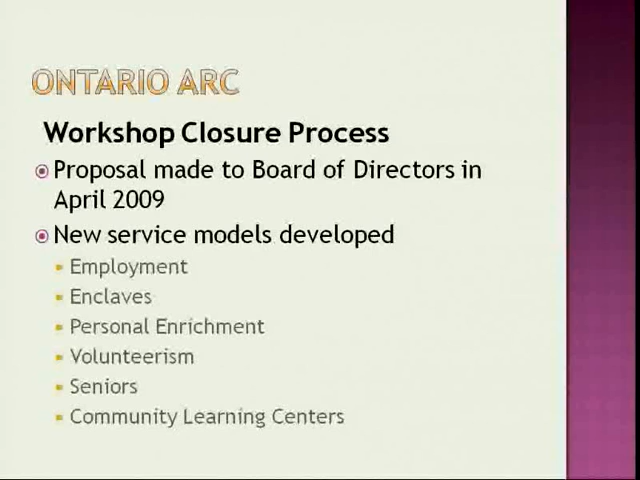 ONTARIO ARC
Workshop Closure Process
Proposal made to Board of Directors in
April 2009
New service models developed
Employment
Enclaves
Personal Enrichment
Volunteerism
Seniors
Community Learning Centers